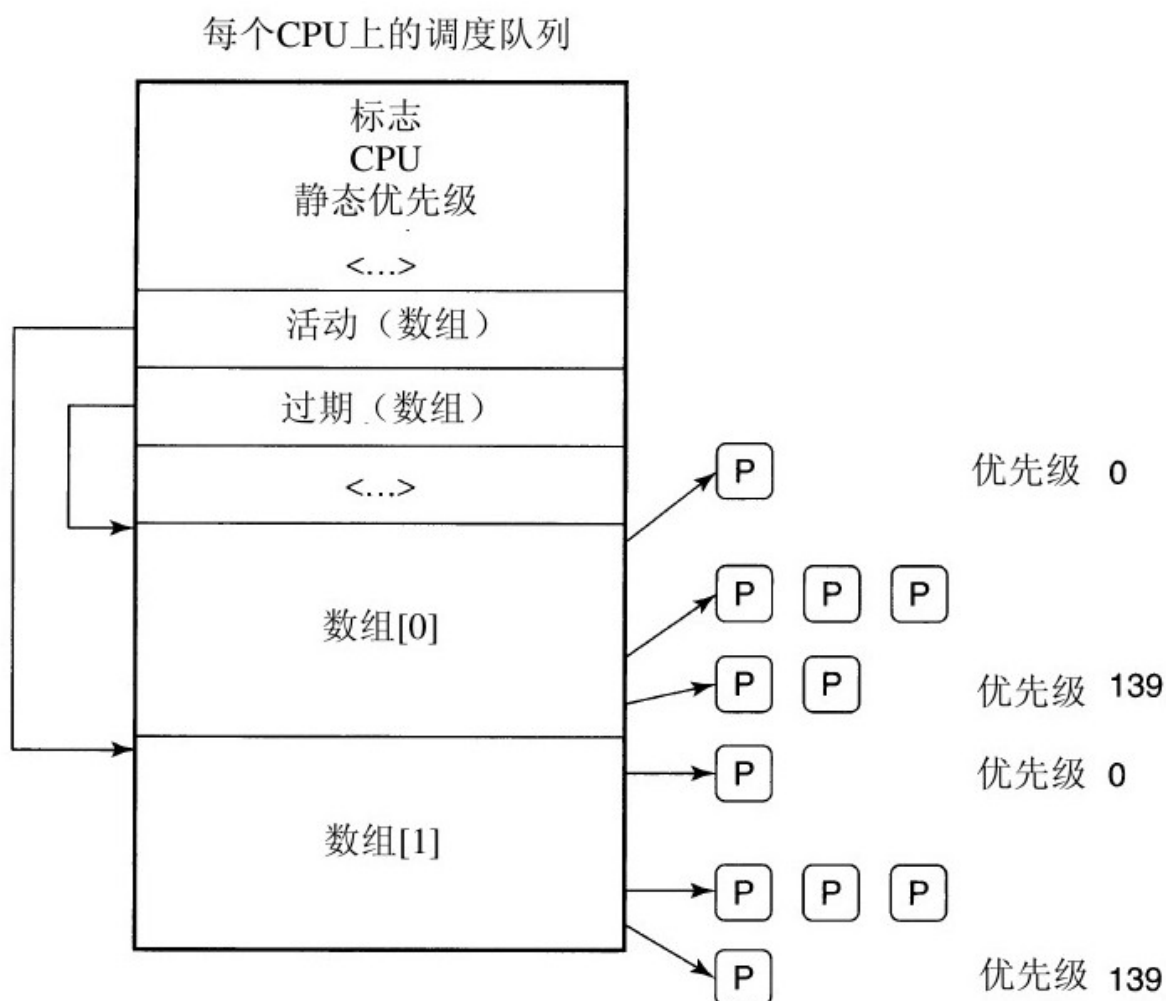 每个CPU上的调度队列
标志
CPU
静态优先级
<...>
活动（数组）
过期（数组）
<...>
P
优先级 0
数组[0]
P P P
P P
优先级 139
P
优先级 0
数组[1]
P P P
P
优先级 139